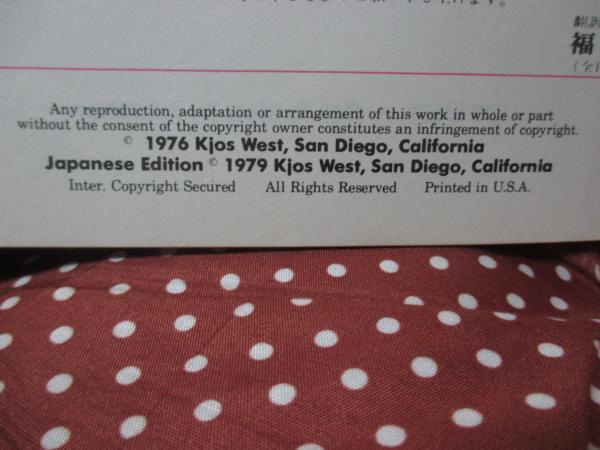 翻訳
福
Any reproduction, adaptation or arrangement of this work in whole or part
without the consent of the copyright owner constitutes an infringement of copyright.
© 1976 Kjos West, San Diego, California
Japanese Edition © 1979 Kjos West, San Diego, California
Inter. Copyright Secured All Rights Reserved Printed in U.S.A.